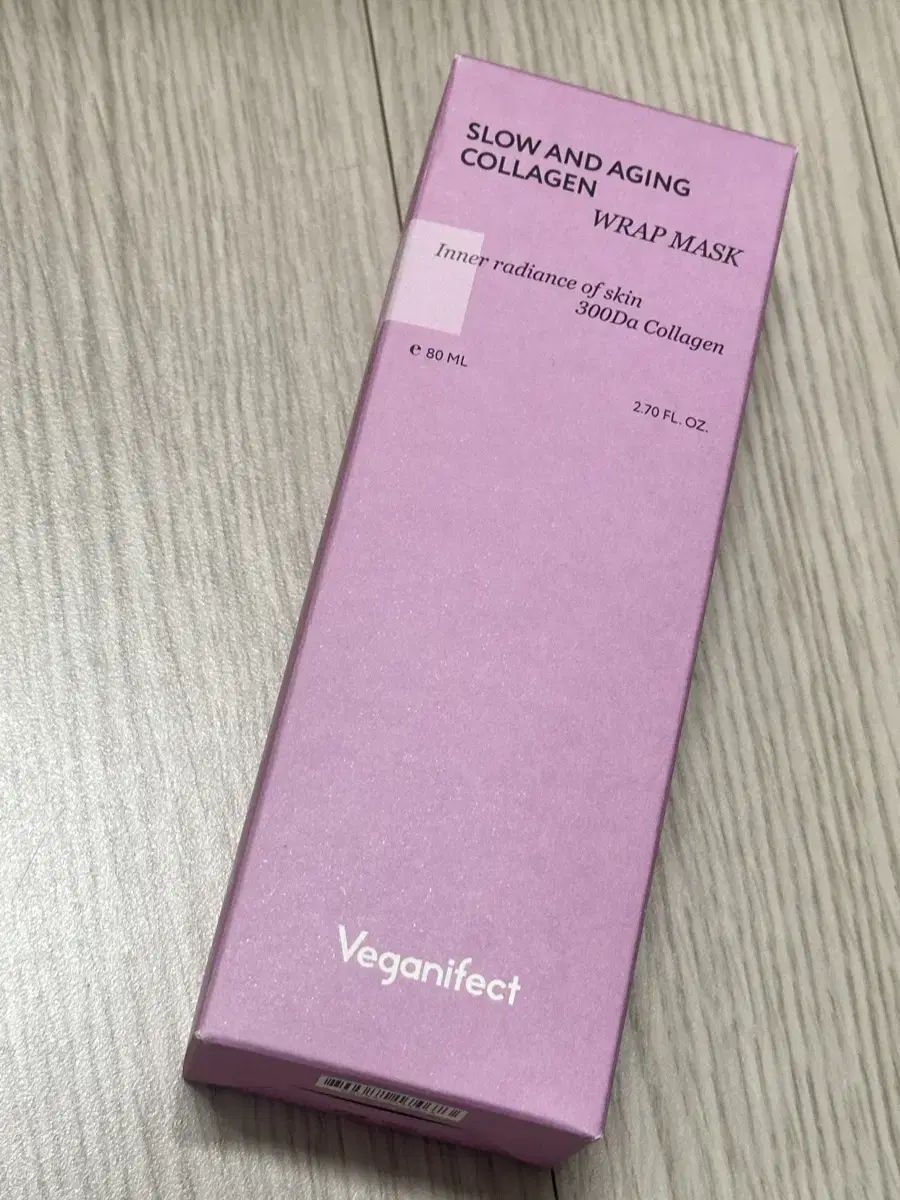 SLOW AND AGING
COLLAGEN
WRAP MASK
Inner radiance of skin
300Da Collagen
℮ 80 ML
2.70 FL. OZ.
Veganifect